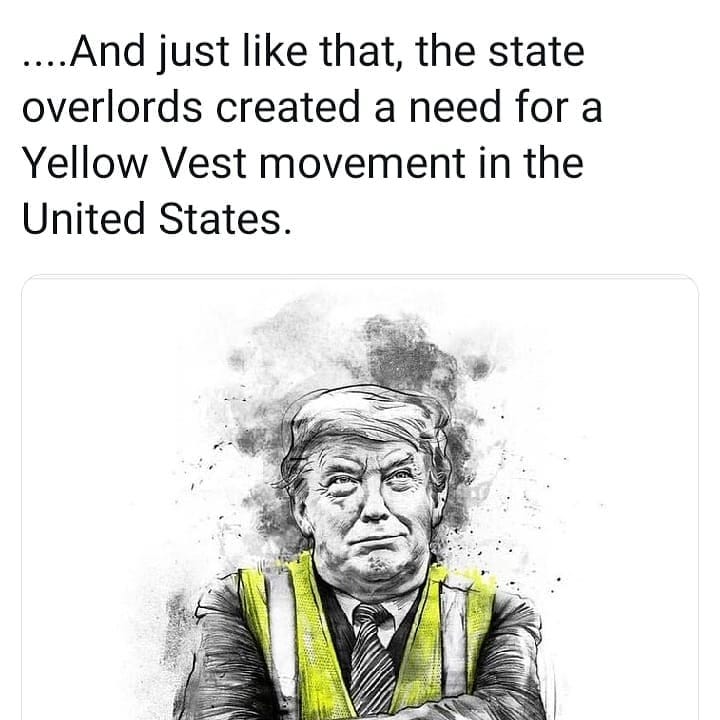 ....And just like that, the state
overlords created a need for a
Yellow Vest movement in the
United States.